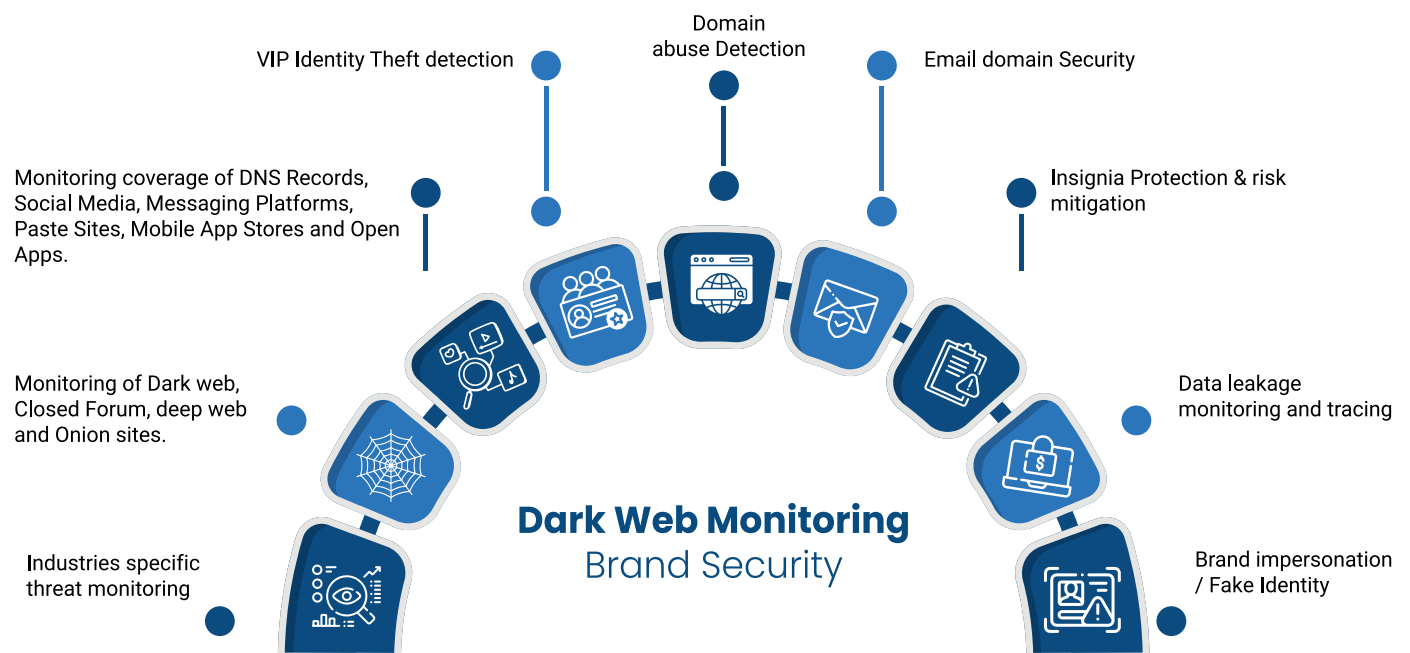 Domain
abuse Detection
VIP Identity Theft detection
Email domain Security
Monitoring coverage of DNS Records,
Social Media, Messaging Platforms,
Paste Sites, Mobile App Stores and Open
Apps.
Insignia Protection & risk
mitigation
Monitoring of Dark web,
Closed Forum, deep web
and Onion sites.
Data leakage
monitoring and tracing
$
Dark Web Monitoring
Brand Security
Industries specific
threat monitoring
Brand impersonation
/ Fake Identity